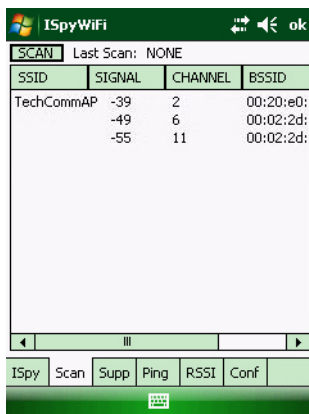 ISpyWiFi ok
SCAN Last Scan: NONE
SSID SIGNAL CHANNEL BSSID
TechCommAP -39 2 00:20:e0:
-49 6 00:02:2d:
-55 11 00:02:2d:
ISpy Scan Supp Ping RSSI Conf